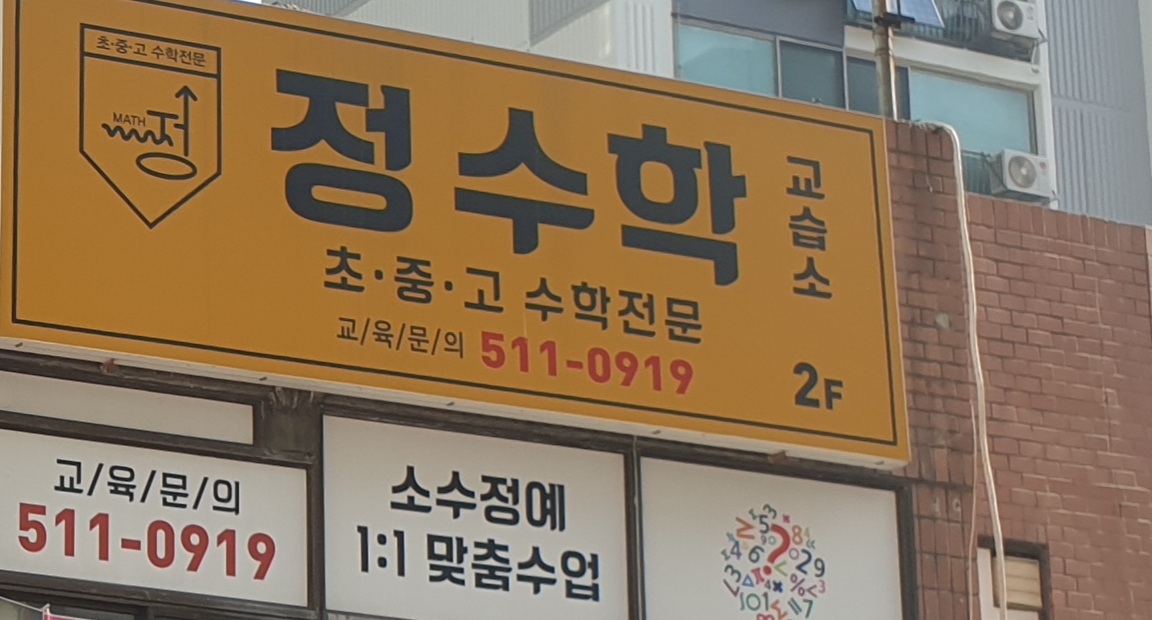 초·중·고 수학전문
MATH
정
정수학
교습소
초·중·고 수학전문
교/육/문/의 511-0919
2F
교/육/문/의
511-0919
소수정예
1:1 맞춤수업